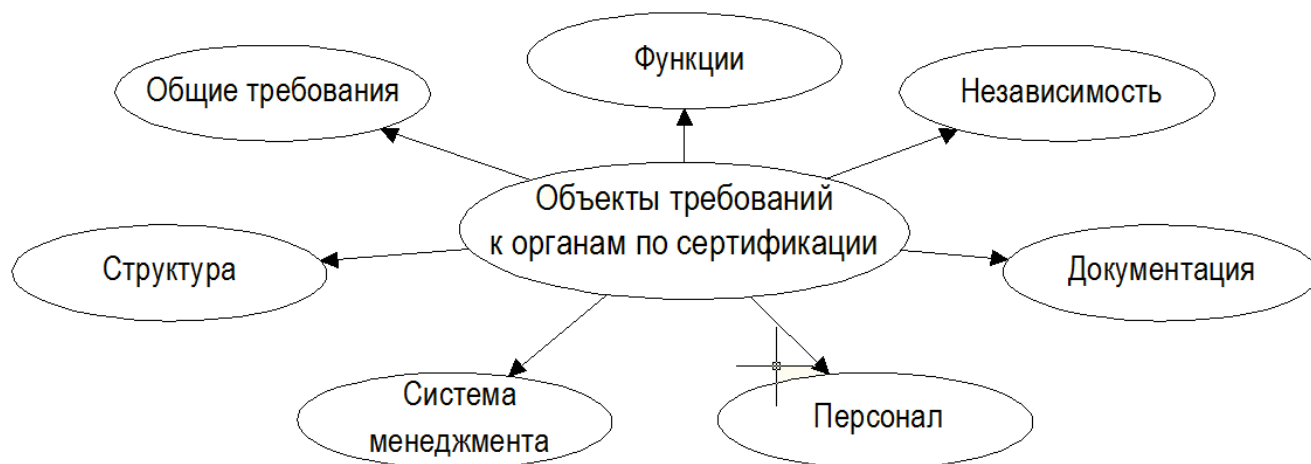 Функции
Общие требования
Независимость
Объекты требований
к органам по сертификации
Структура
Документация
Система
менеджмента
Персонал